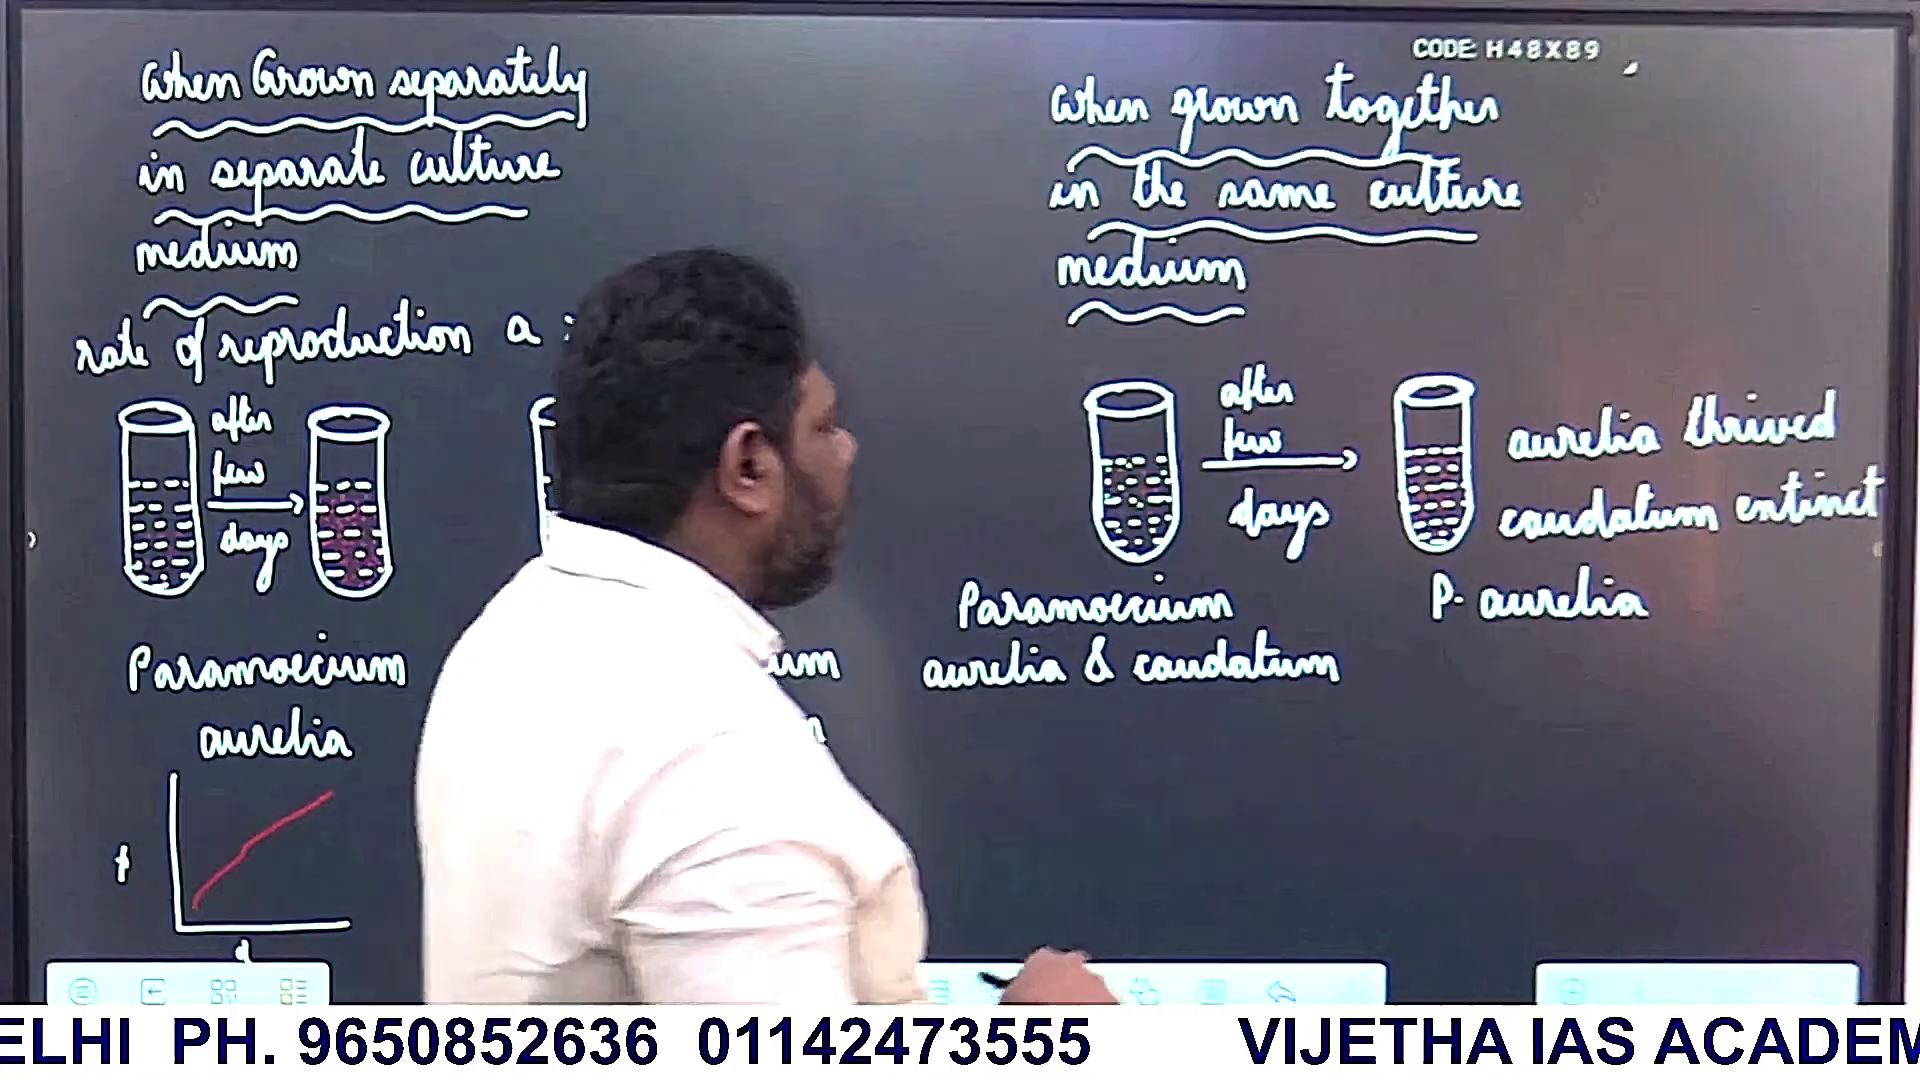 When Grown separately
in separate culture
medium
rate of reproduction a
after
few
days
Paramoecium
aurelia
t
d
CODE: H48X89
when grown together
in the same culture
medium
after
few
days
aurelia thrived
caudatum entinct
Paramoecium
aurelia & caudatum
P. aurelia
ELHI PH. 9650852636 01142473555 VIJETHA IAS ACADEM